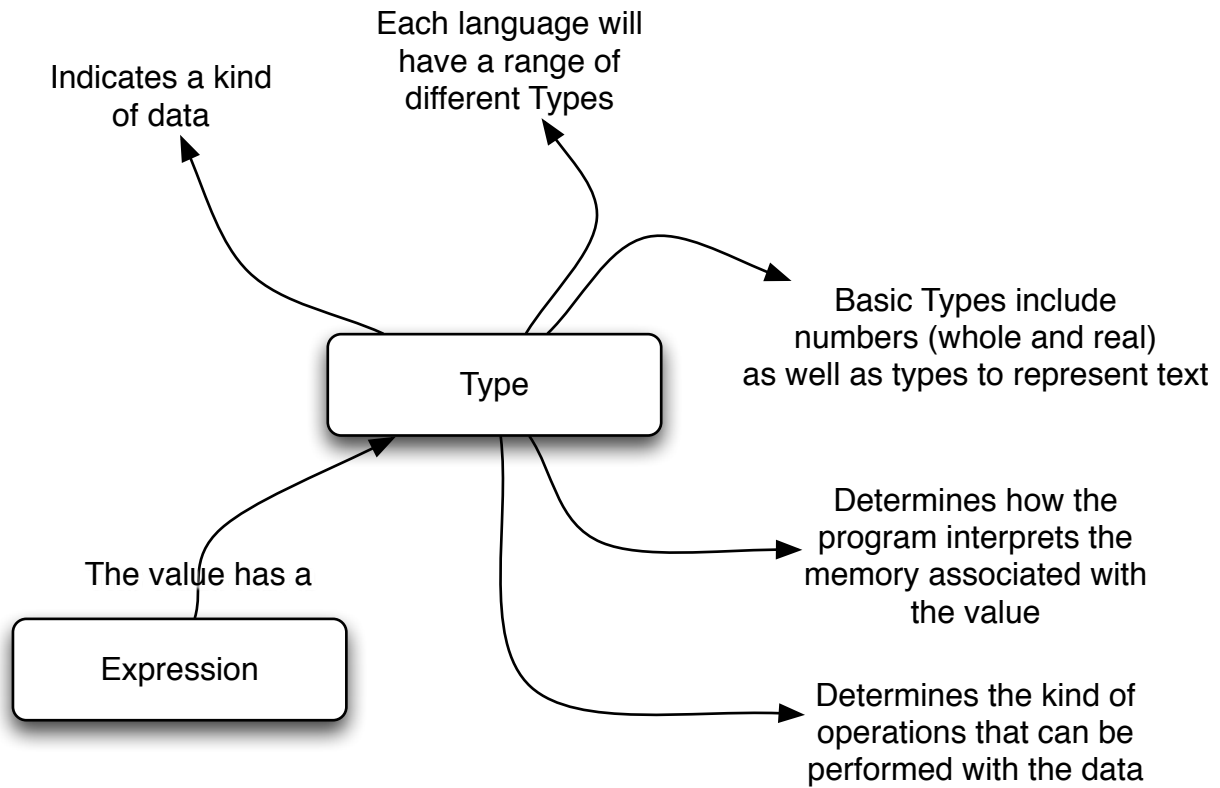 Each language will
have a range of
different Types
Indicates a kind
of data
Basic Types include
numbers (whole and real)
as well as types to represent text
Type
Determines how the
program interprets the
memory associated with
the value
The value has a
Expression
Determines the kind of
operations that can be
performed with the data